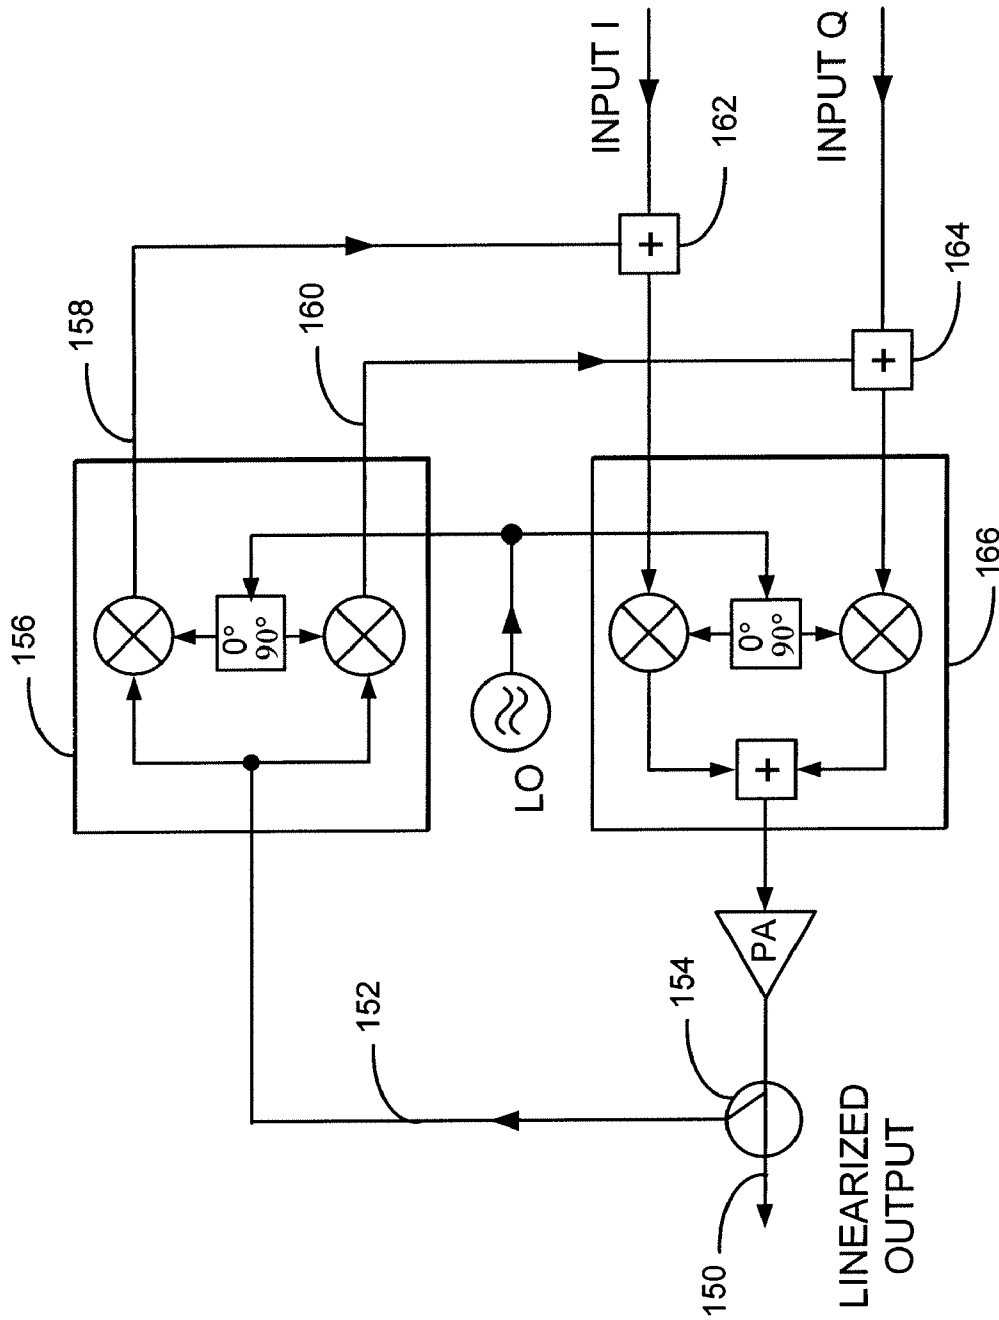 INPUT I
INPUT Q
162
164
158
160
156
166
0°
90°
0°
90°
+
+
+
LO
PA
152
154
150
LINEARIZED
OUTPUT